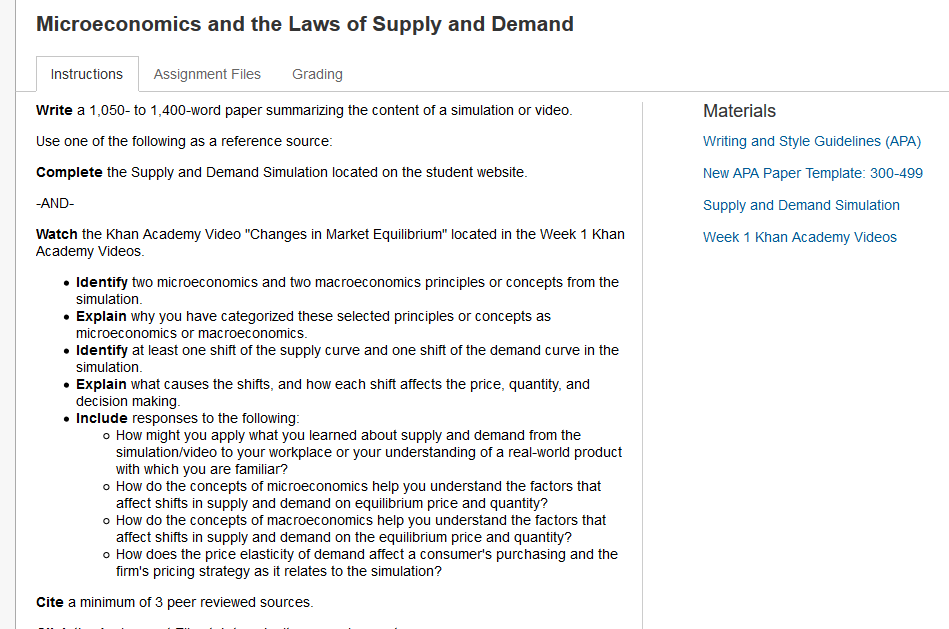 Microeconomics and the Laws of Supply and Demand
Instructions
Assignment Files
Grading
Write a 1,050- to 1,400-word paper summarizing the content of a simulation or video.
Use one of the following as a reference source:
Complete the Supply and Demand Simulation located on the student website.
-AND-
Watch the Khan Academy Video "Changes in Market Equilibrium" located in the Week 1 Khan
Academy Videos.
Identify two microeconomics and two macroeconomics principles or concepts from the
simulation.
Explain why you have categorized these selected principles or concepts as
microeconomics or macroeconomics.
Identify at least one shift of the supply curve and one shift of the demand curve in the
simulation.
Explain what causes the shifts, and how each shift affects the price, quantity, and
decision making.
Include responses to the following:
How might you apply what you learned about supply and demand from the
simulation/video to your workplace or your understanding of a real-world product
with which you are familiar?
How do the concepts of microeconomics help you understand the factors that
affect shifts in supply and demand on equilibrium price and quantity?
How do the concepts of macroeconomics help you understand the factors that
affect shifts in supply and demand on the equilibrium price and quantity?
How does the price elasticity of demand affect a consumer's purchasing and the
firm's pricing strategy as it relates to the simulation?
Cite a minimum of 3 peer reviewed sources.
Materials
Writing and Style Guidelines (APA)
New APA Paper Template: 300-499
Supply and Demand Simulation
Week 1 Khan Academy Videos